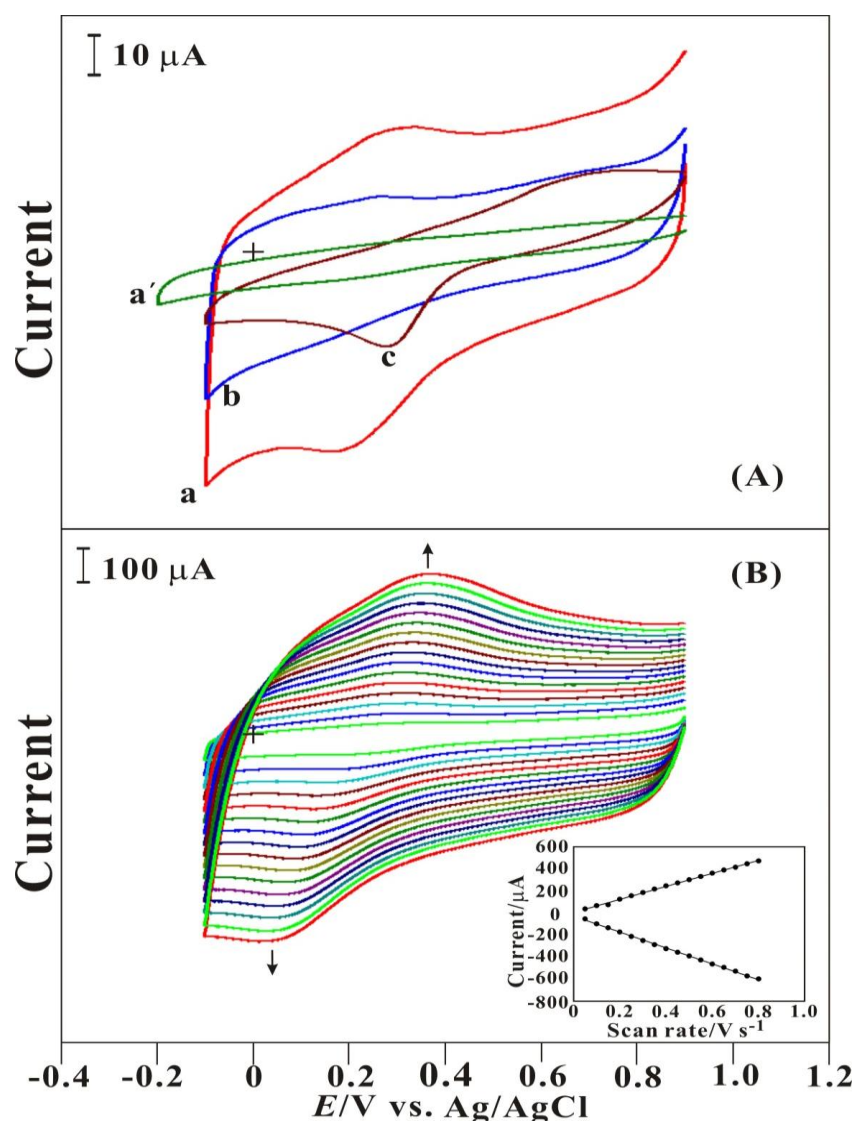 10 μA
Current
a´
c
b
a
(A)
100 μA
(B)
Current
600
400
200
0
-200
-400
-600
-800
Current/μA
0 0.2 0.4 0.6 0.8 1.0
Scan rate/V s-1
-0.4 -0.2 0 0.2 0.4 0.6 0.8 1.0 1.2
E/V vs. Ag/AgCl